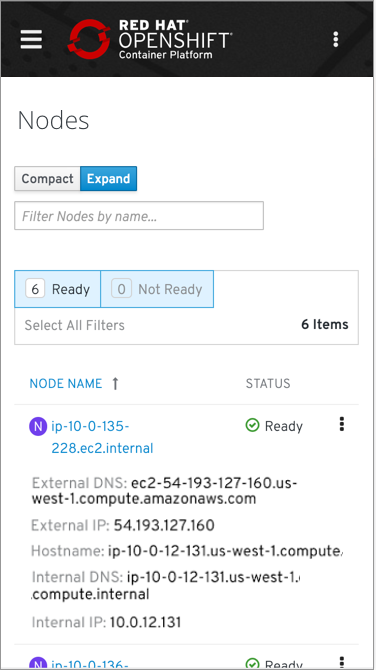 RED HAT®
OPENSHIFT®
Container Platform
Nodes
Compact Expand
Filter Nodes by name...
6 Ready 0 Not Ready
Select All Filters 6 Items
NODE NAME ↑ STATUS
N ip-10-0-135- Ready
228.ec2.internal
External DNS: ec2-54-193-127-160.us-
west-1.compute.amazonaws.com
External IP: 54.193.127.160
Hostname: ip-10-0-12-131.us-west-1.compute.
Internal DNS: ip-10-0-12-131.us-west-1.
.compute.internal
Internal IP: 10.0.12.131
N ip-10-0-136- Ready